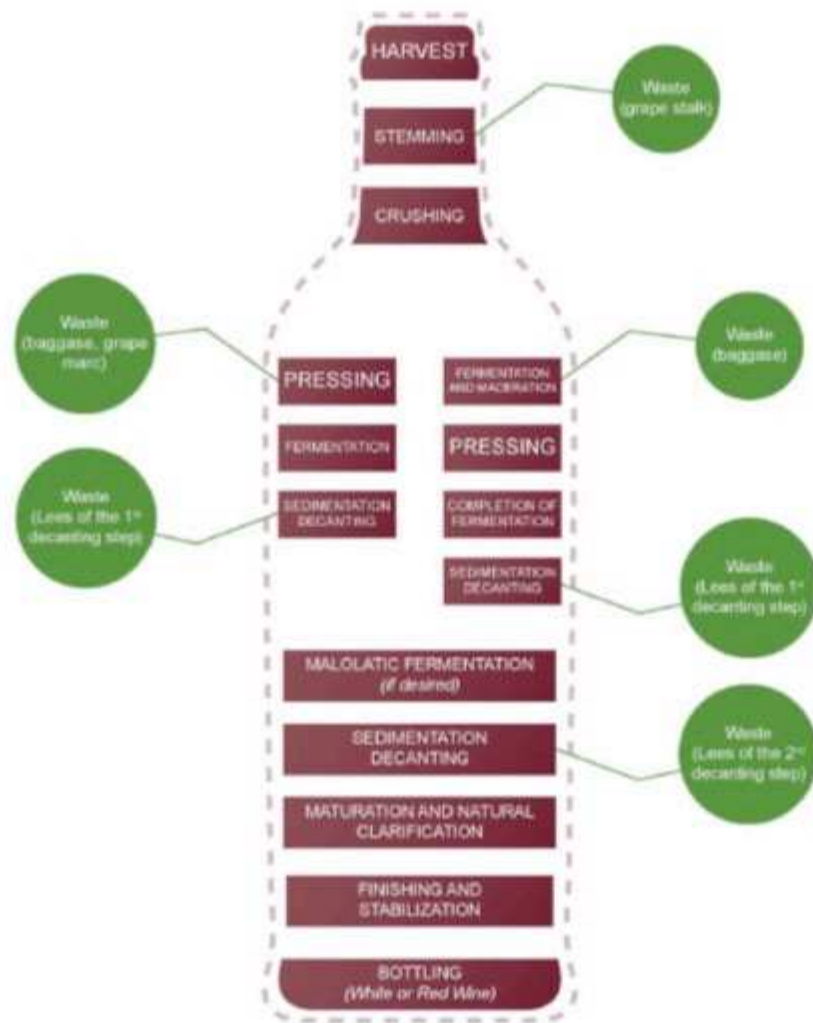 HARVEST
Waste
(grape stalk)
STEMMING
CRUSHING
Waste
(baggase, grape
marc)
Waste
(baggase)
PRESSING
FERMENTATION
AND MACERATION
FERMENTATION
PRESSING
Waste
(Lees of the 1st
decanting step)
SEDIMENTATION
DECANTING
COMPLETION OF
FERMENTATION
SEDIMENTATION
DECANTING
Waste
(Lees of the 1st
decanting step)
MALOLATIC FERMENTATION
(if desired)
SEDIMENTATION
DECANTING
Waste
(Lees of the 2nd
decanting step)
MATURATION AND NATURAL
CLARIFICATION
FINISHING AND
STABILIZATION
BOTTLING
(White or Red Wine)